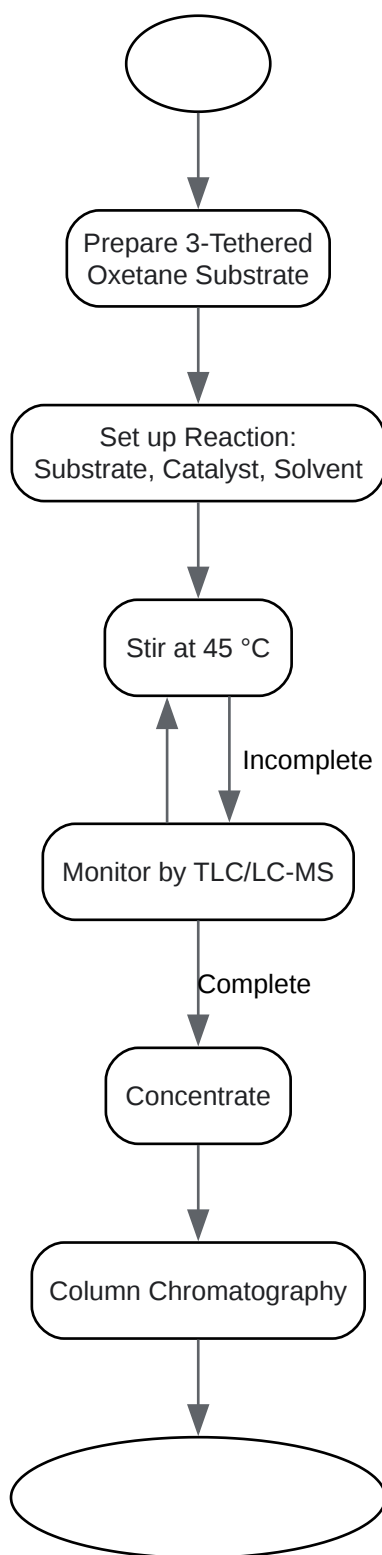 Prepare 3-Tethered
Oxetane Substrate
Set up Reaction:
Substrate, Catalyst, Solvent
Stir at 45 °C
Incomplete
Monitor by TLC/LC-MS
Complete
Concentrate
Column Chromatography